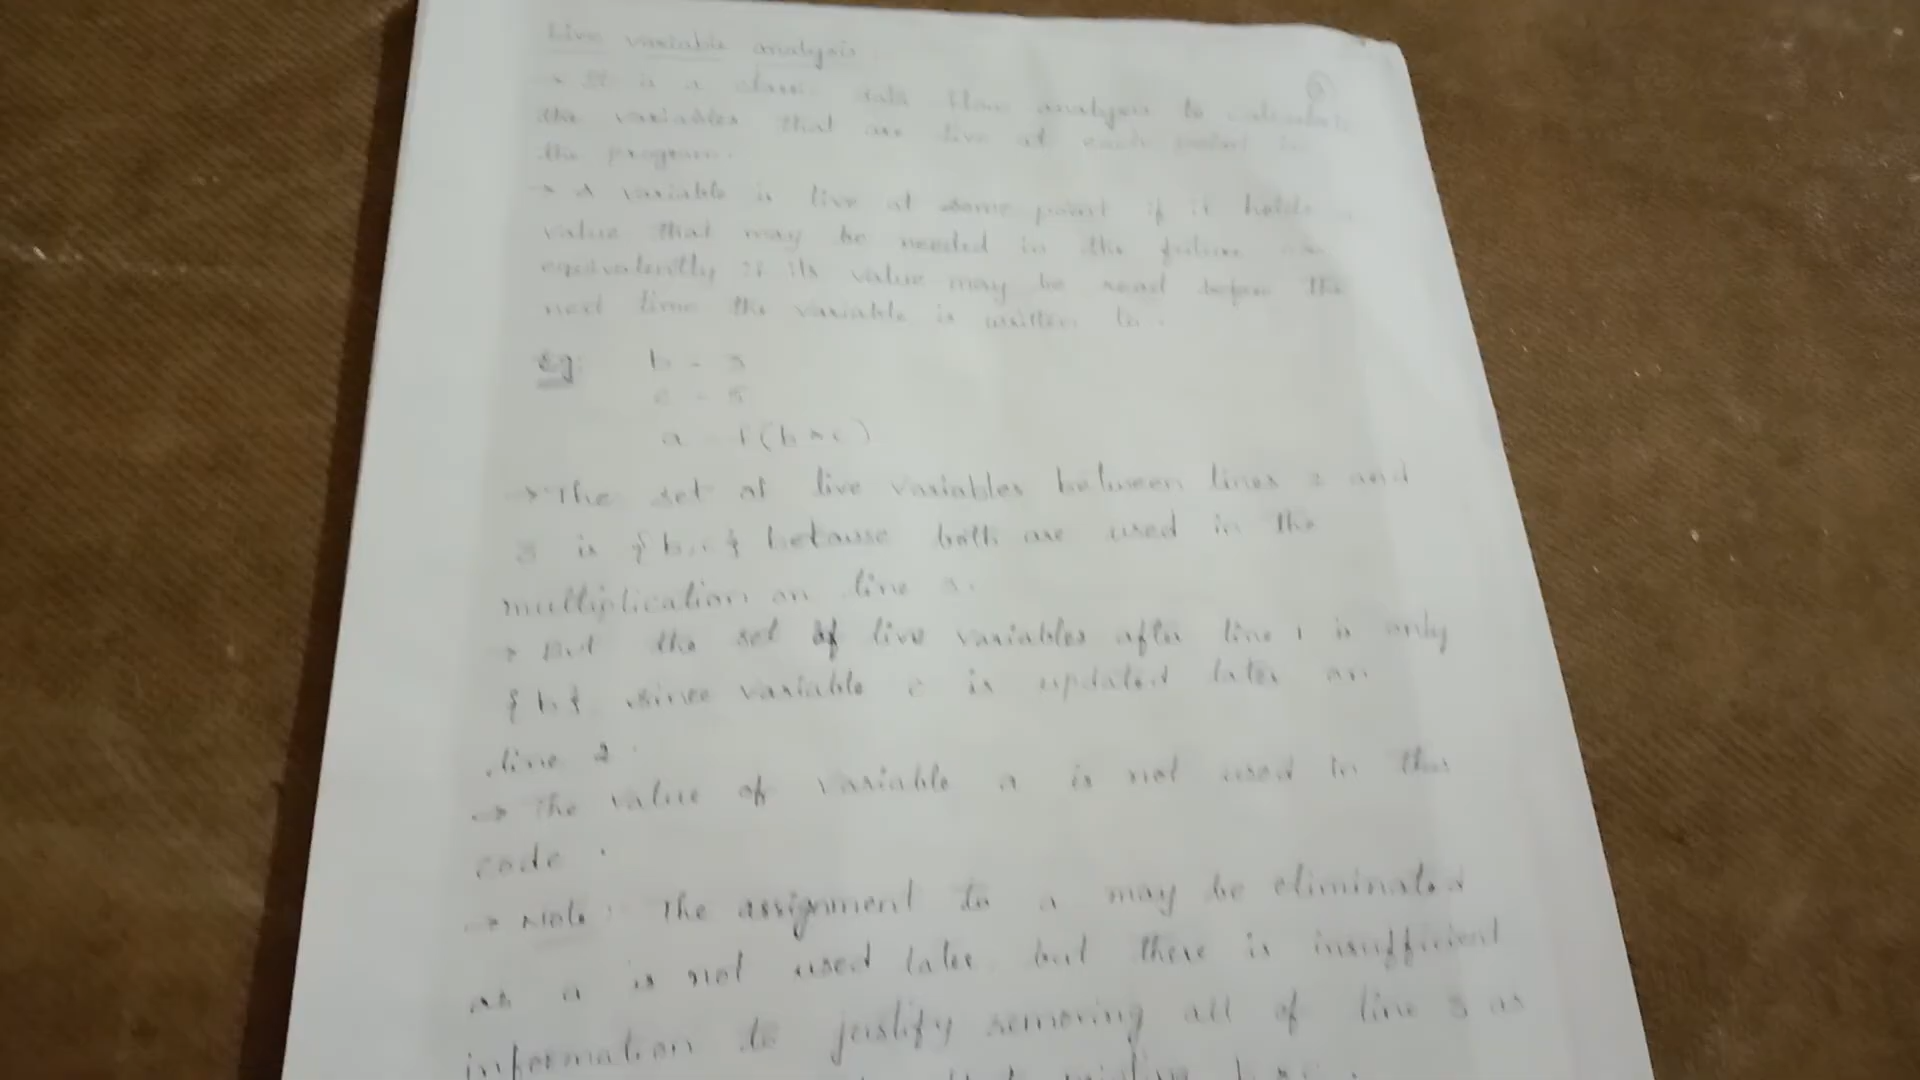 Live variable analysis
→ It is a classic data flow analysis to calculate
the variables that are live at each point in
the program.
→ A variable is live at some point if it holds a
value that may be needed in the future or
equivalently if its value may be read before the
next time the variable is written to.
eg: b = 3
c = 5
a = f(b*c)
→ The set of live variables between lines 2 and
3 is {b,c} because both are used in the
multiplication on line 3.
→ But the set of live variables after line 1 is only
{b} since variable c is updated later on
line 2.
→ The value of variable a is not used in this
code.
→ Note: The assignment to a may be eliminated
as a is not used later but there is insufficient
information to justify removing all of line 3 as